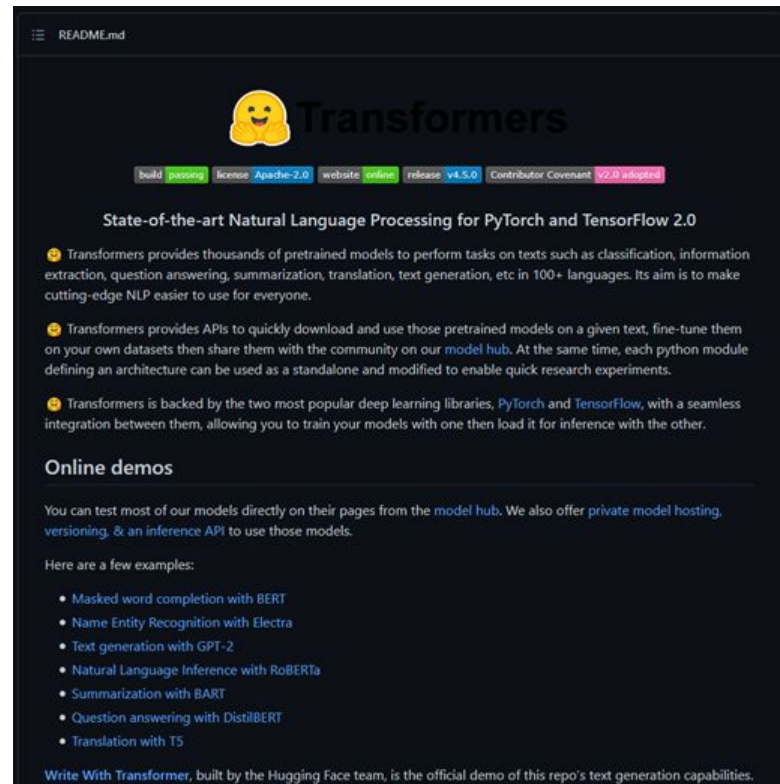 README.md
Transformers
build passing license Apache-2.0 website online release v4.5.0 Contributor Covenant v2.0 adopted
State-of-the-art Natural Language Processing for PyTorch and TensorFlow 2.0
Transformers provides thousands of pretrained models to perform tasks on texts such as classification, information
extraction, question answering, summarization, translation, text generation, etc in 100+ languages. Its aim is to make
cutting-edge NLP easier to use for everyone.
Transformers provides APIs to quickly download and use those pretrained models on a given text, fine-tune them
on your own datasets then share them with the community on our model hub. At the same time, each python module
defining an architecture can be used as a standalone and modified to enable quick research experiments.
Transformers is backed by the two most popular deep learning libraries, PyTorch and TensorFlow, with a seamless
integration between them, allowing you to train your models with one then load it for inference with the other.
Online demos
You can test most of our models directly on their pages from the model hub. We also offer private model hosting,
versioning, & an inference API to use those models.
Here are a few examples:
• Masked word completion with BERT
• Name Entity Recognition with Electra
• Text generation with GPT-2
• Natural Language Inference with RoBERTa
• Summarization with BART
• Question answering with DistilBERT
• Translation with T5
Write With Transformer, built by the Hugging Face team, is the official demo of this repo's text generation capabilities.